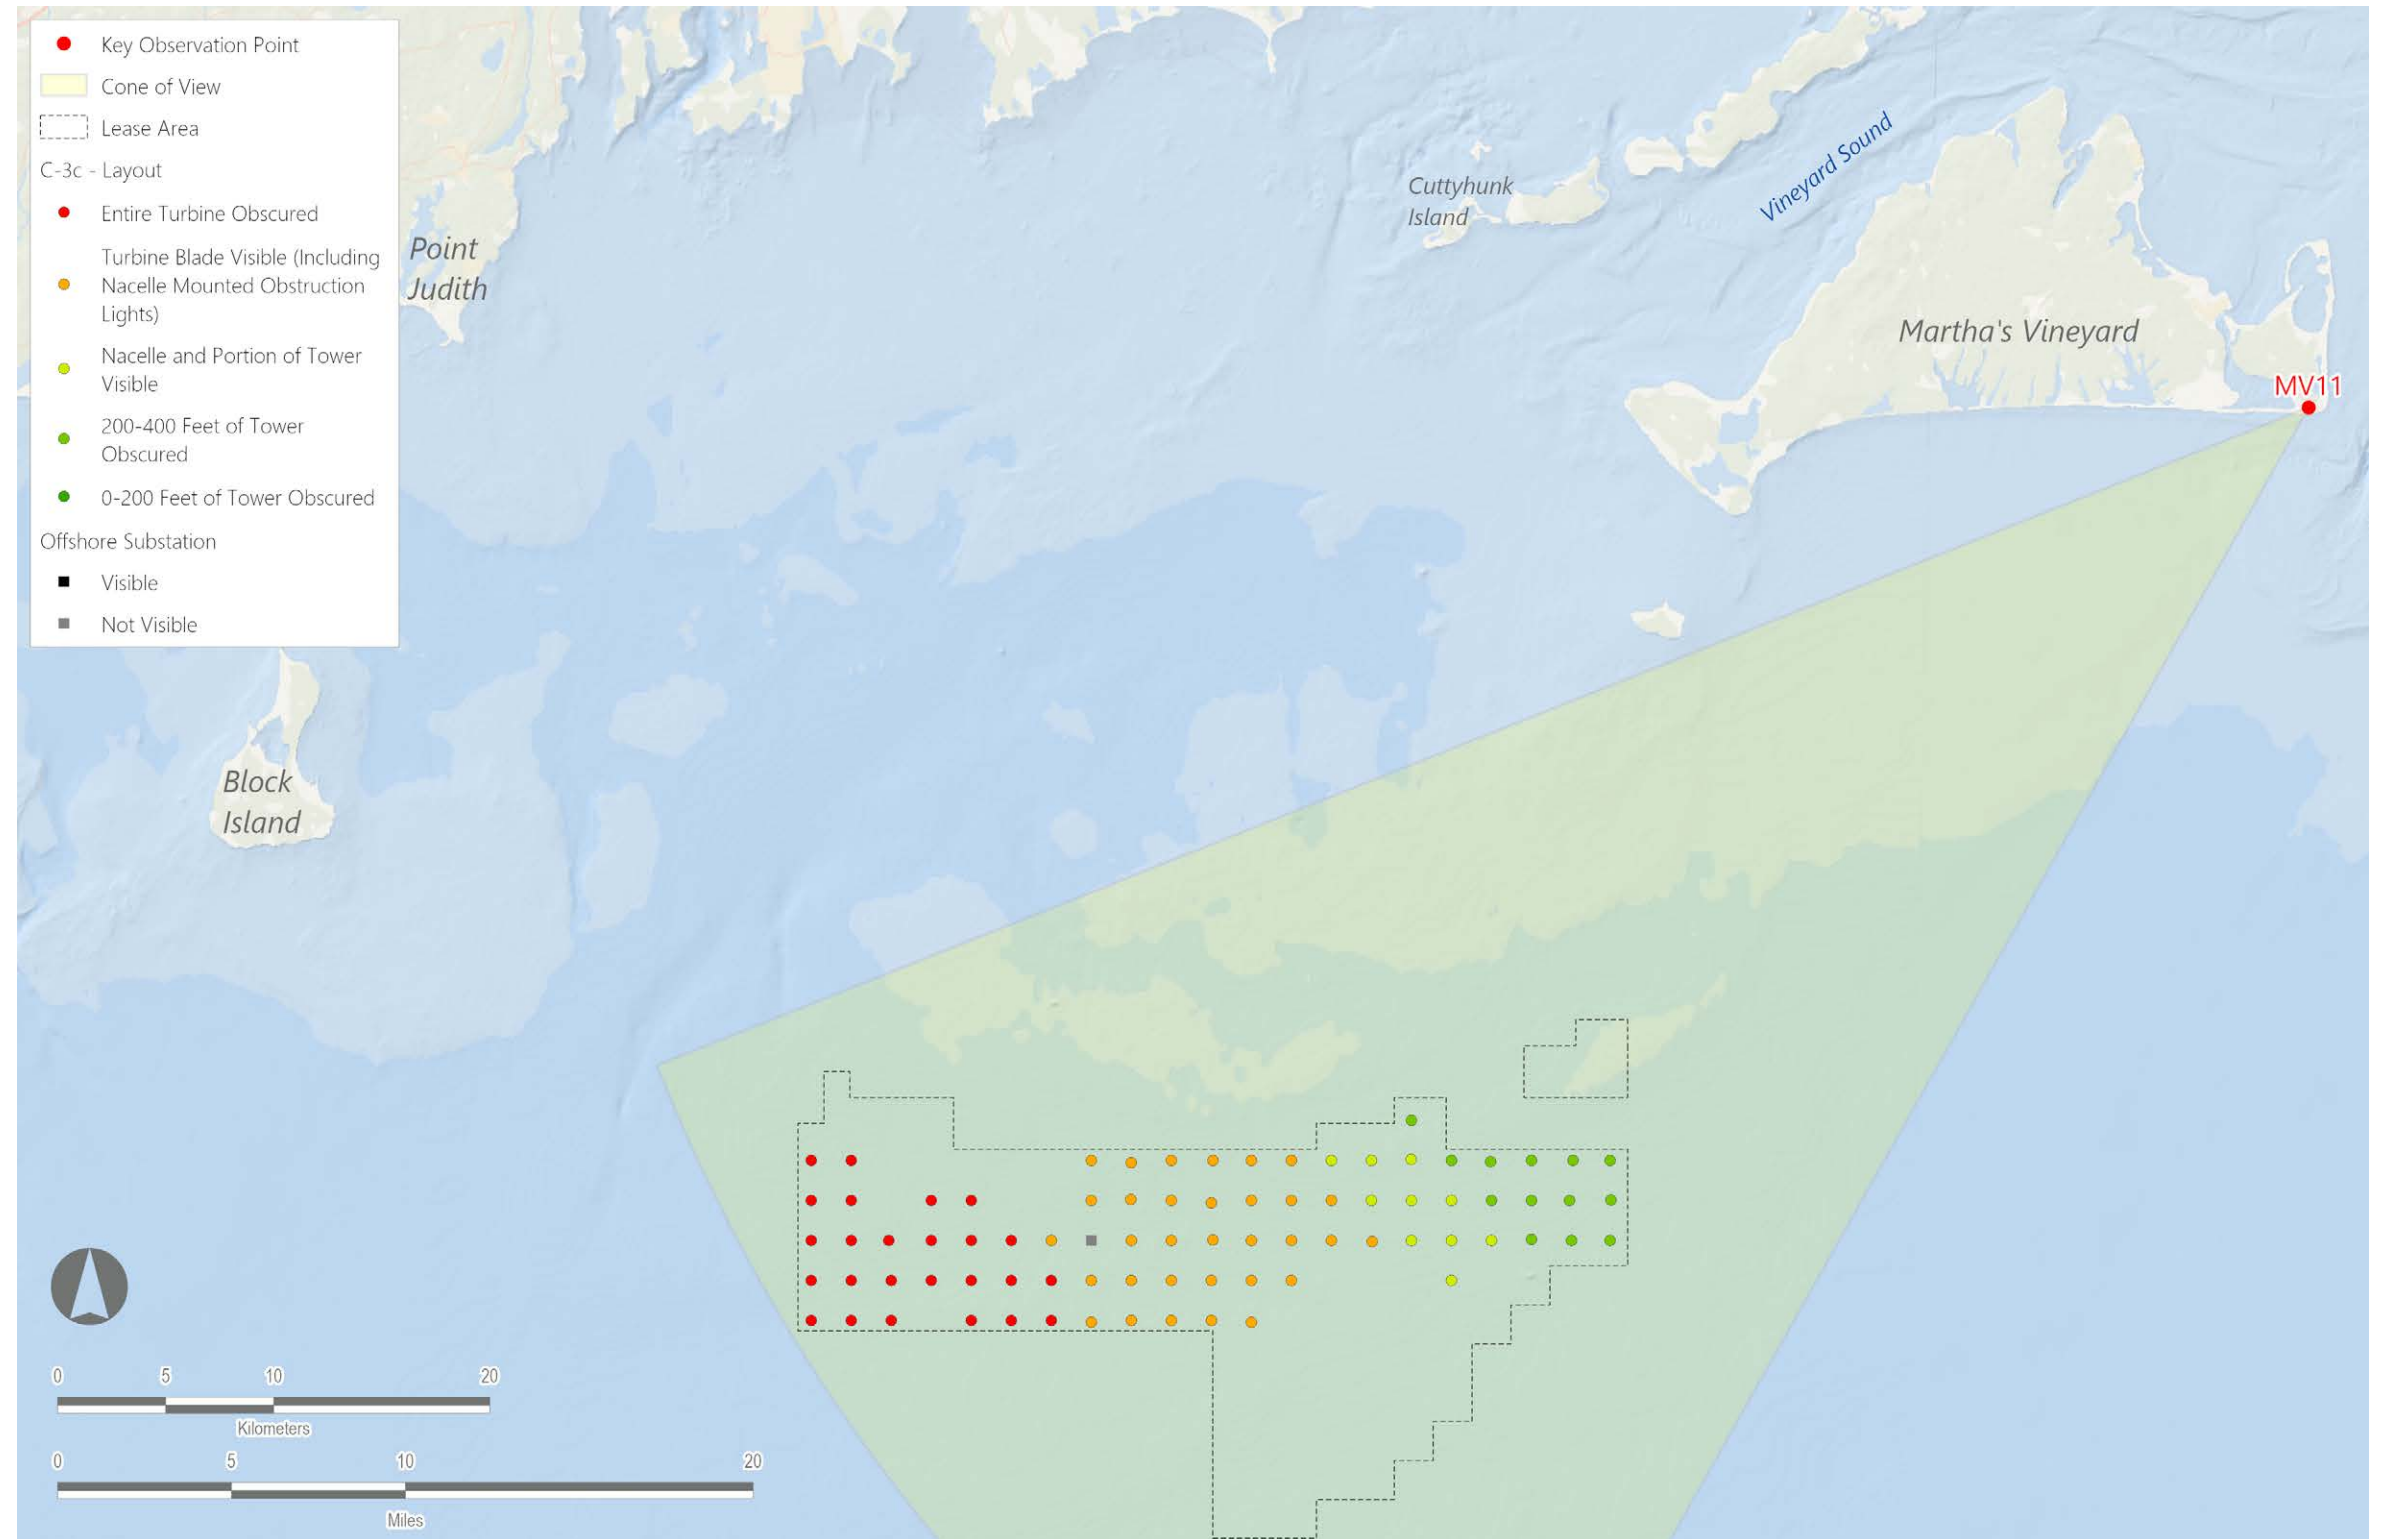 Key Observation Point
Cone of View
Lease Area
C-3c - Layout
Entire Turbine Obscured
Turbine Blade Visible (Including
Nacelle Mounted Obstruction
Lights)
Nacelle and Portion of Tower
Visible
200-400 Feet of Tower
Obscured
0-200 Feet of Tower Obscured
Offshore Substation
Visible
Not Visible
Point
Judith
Cuttyhunk
Island
Vineyard Sound
Martha's Vineyard
MV11
Block
Island
0 5 10 20
Kilometers
0 5 10 20
Miles